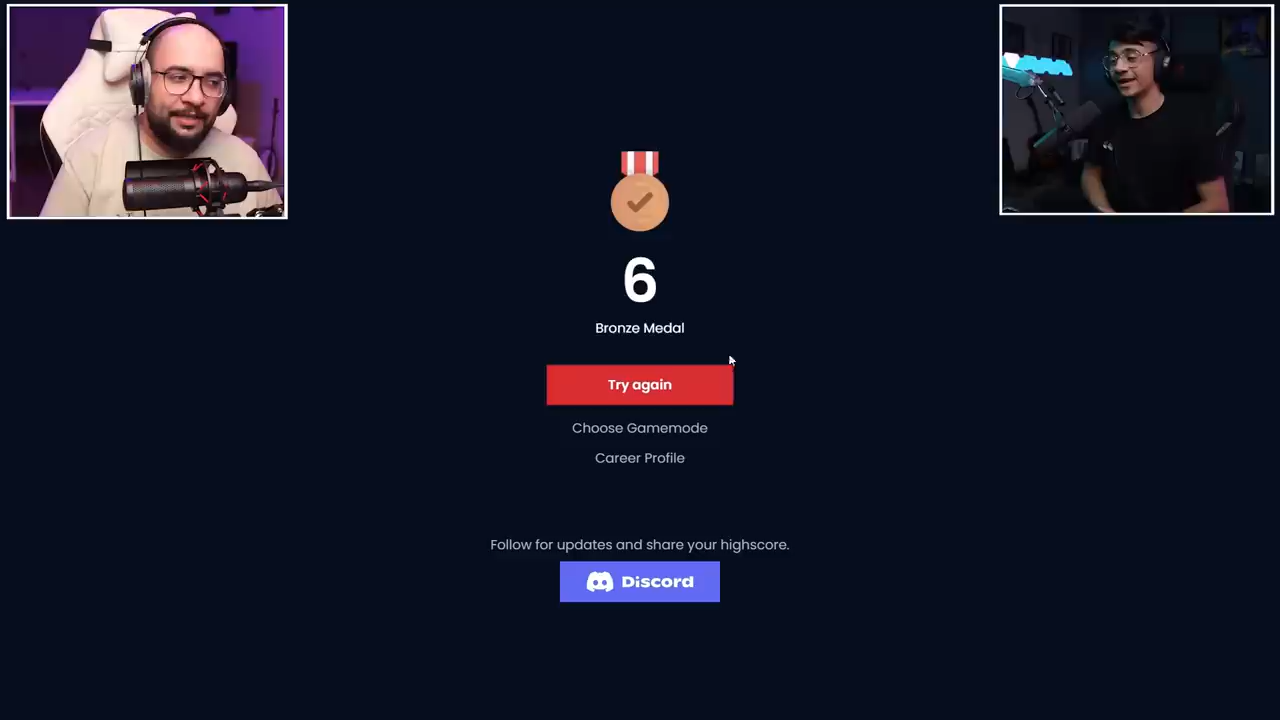 6
Bronze Medal
Try again
Choose Gamemode
Career Profile
Follow for updates and share your highscore.
Discord